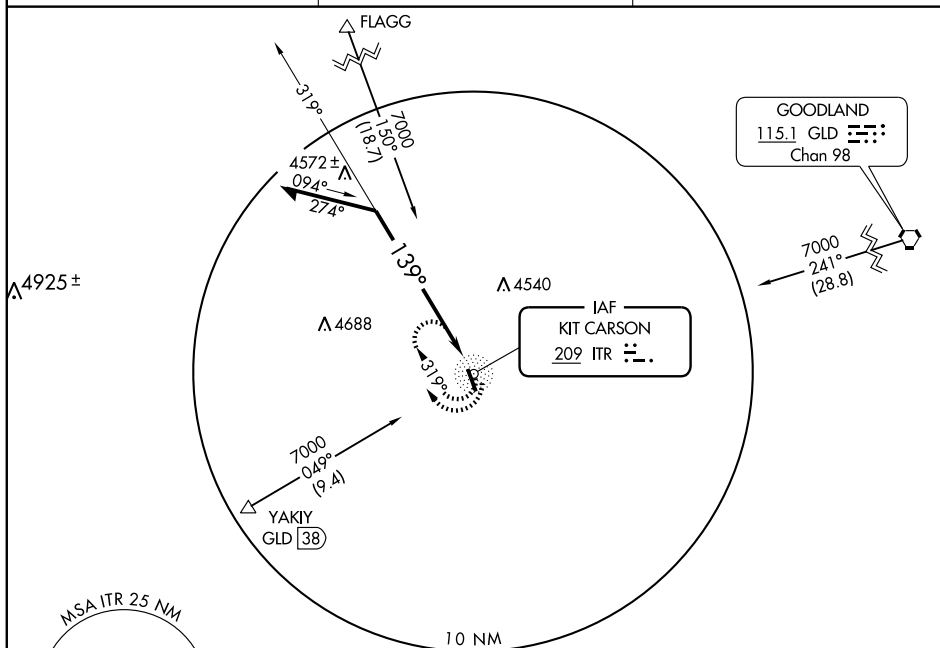 FLAGG
319°
7000
150°
(18.7)
4572 ±
094°
274°
139°
GOODLAND
115.1 GLD
Chan 98
7000
241°
(28.8)
4925 ±
4540
4688
IAF
KIT CARSON
209 ITR
319°
7000
049°
(9.4)
YAKIY
GLD 38
MSA ITR 25 NM
10 NM